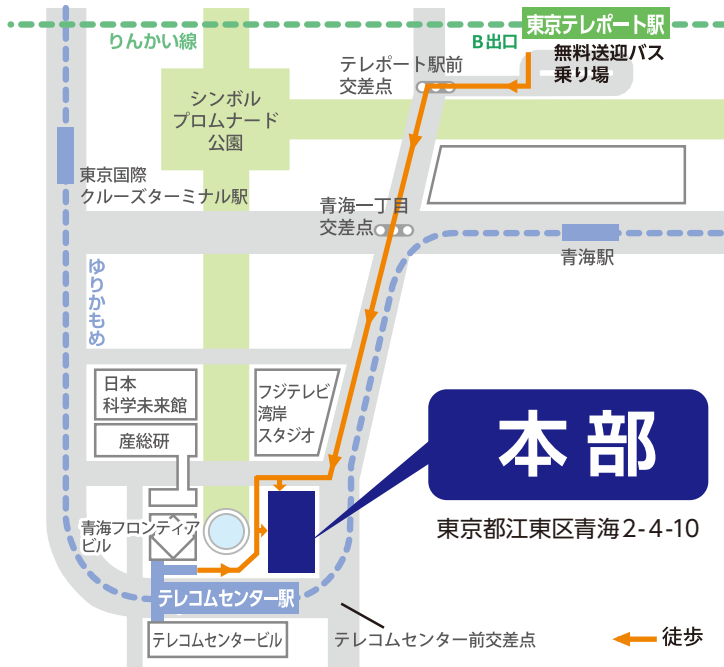 東京テレポート駅
りんかい線
B出口
無料送迎バス
乗り場
テレポート駅前
交差点
シンボル
プロムナード
公園
東京国際
クルーズターミナル駅
青海一丁目
交差点
青海駅
ゆりかもめ
日本
科学未来館
フジテレビ
湾岸
スタジオ
産総研
本部
東京都江東区青海2-4-10
青海フロンティア
ビル
テレコムセンター駅
テレコムセンタービル
テレコムセンター前交差点
徒歩